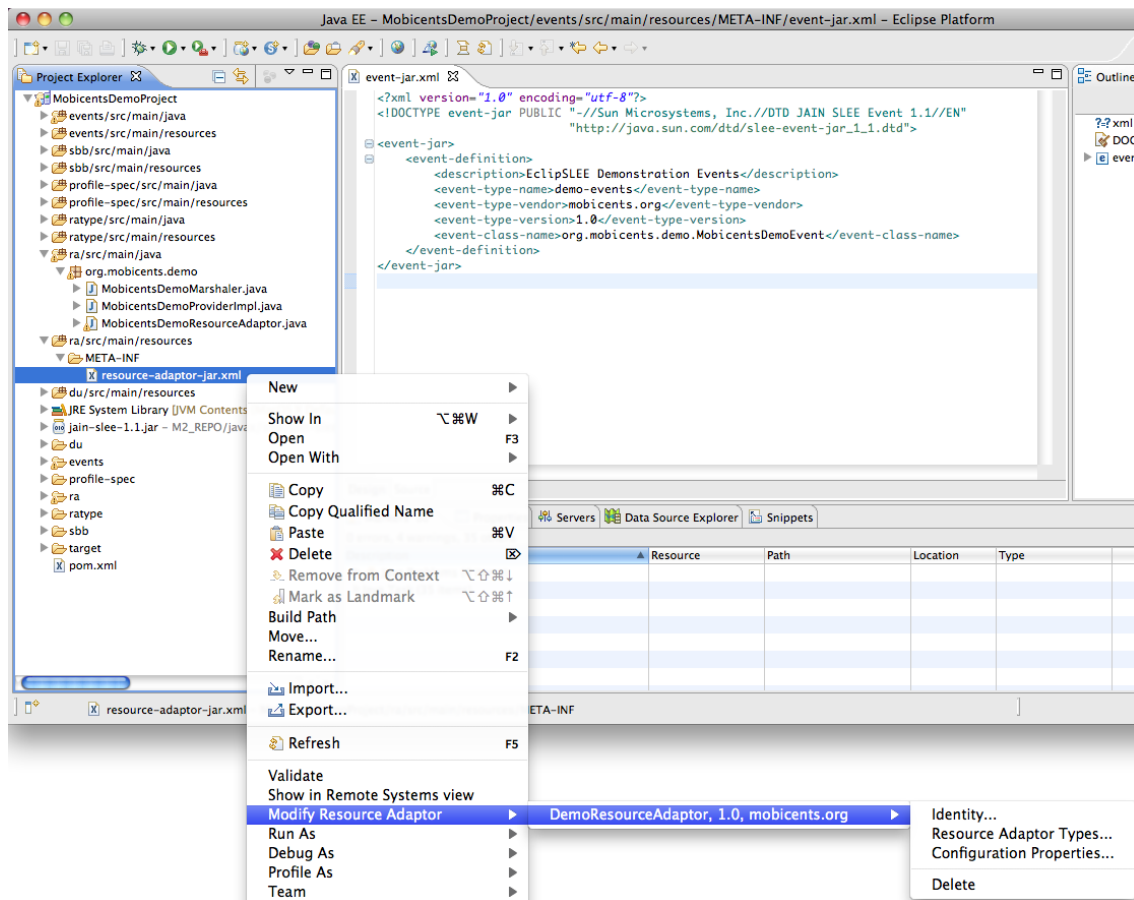 Java EE – MobicentsDemoProject/events/src/main/resources/META-INF/event-jar.xml – Eclipse Platform
Project Explorer
MobicentsDemoProject
events/src/main/java
events/src/main/resources
sbb/src/main/java
sbb/src/main/resources
profile-spec/src/main/java
profile-spec/src/main/resources
ratype/src/main/java
ratype/src/main/resources
ra/src/main/java
org.mobicents.demo
MobicentsDemoMarshaler.java
MobicentsDemoProviderImpl.java
MobicentsDemoResourceAdaptor.java
ra/src/main/resources
META-INF
resource-adaptor-jar.xml
du/src/main/resources
JRE System Library [JVM Contents
jain-slee-1.1.jar – M2_REPO/java
du
events
profile-spec
ra
ratype
sbb
target
pom.xml
event-jar.xml
<?xml version="1.0" encoding="utf-8"?>
<!DOCTYPE event-jar PUBLIC "-//Sun Microsystems, Inc.//DTD JAIN SLEE Event 1.1//EN"
"http://java.sun.com/dtd/slee-event-jar_1_1.dtd">
<event-jar>
<event-definition>
<description>EclipSLEE Demonstration Events</description>
<event-type-name>demo-events</event-type-name>
<event-type-vendor>mobicents.org</event-type-vendor>
<event-type-version>1.0</event-type-version>
<event-class-name>org.mobicents.demo.MobicentsDemoEvent</event-class-name>
</event-definition>
</event-jar>
Outline
?=? xml
DOC
e even
Servers Data Source Explorer Snippets
Resource Path Location Type
resource-adaptor-jar.xml
ETA-INF
New
Show In ⌥⌘W
Open F3
Open With
Copy ⌘C
Copy Qualified Name
Paste ⌘V
Delete ⌦
Remove from Context ⌥⇧⌘↓
Mark as Landmark ⌥⇧⌘↑
Build Path
Move...
Rename... F2
Import...
Export...
Refresh F5
Validate
Show in Remote Systems view
Modify Resource Adaptor
Run As
Debug As
Profile As
Team
DemoResourceAdaptor, 1.0, mobicents.org
Identity...
Resource Adaptor Types...
Configuration Properties...
Delete